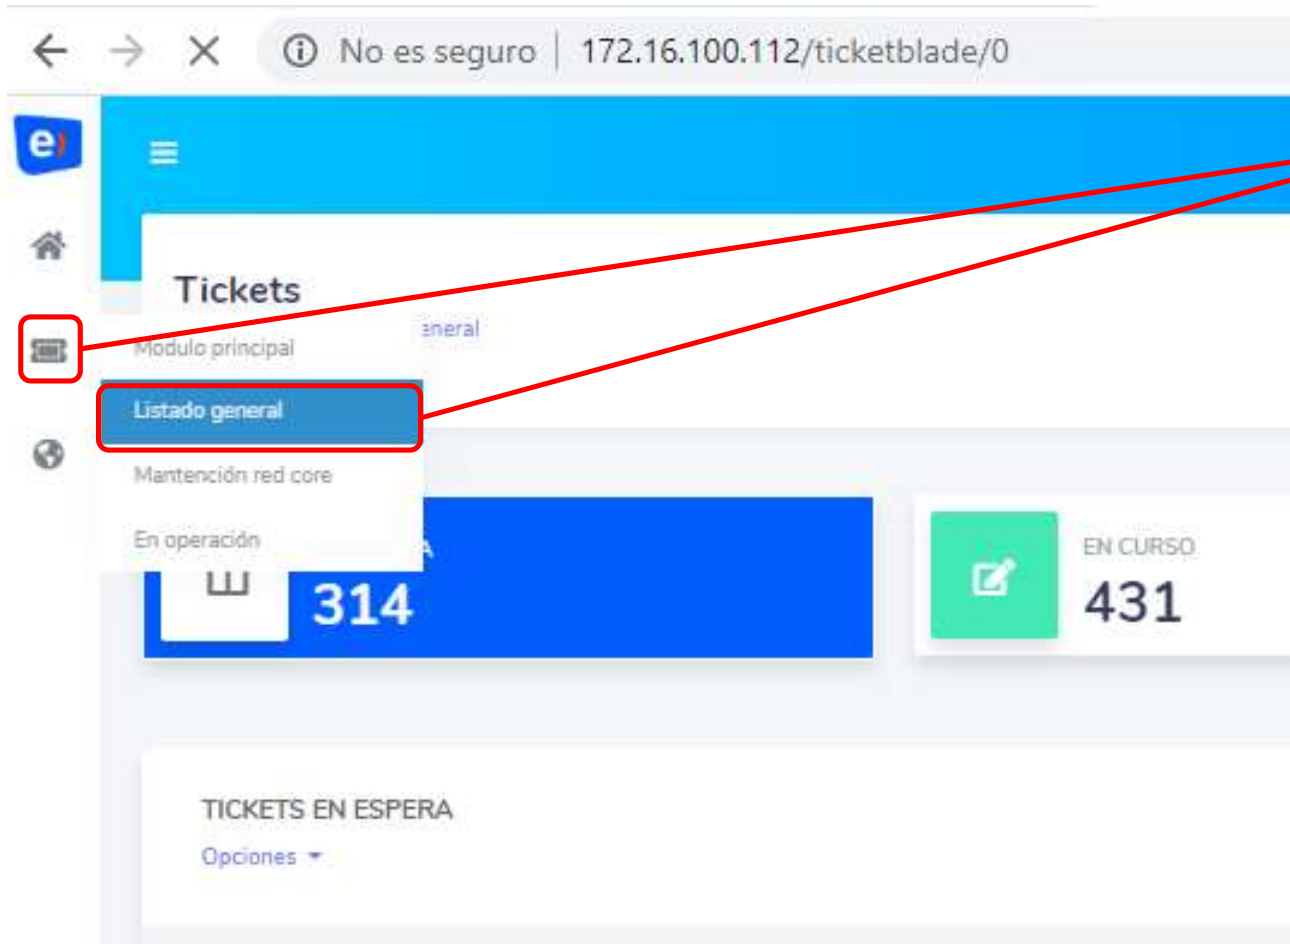 No es seguro | 172.16.100.112/ticketblade/0
e
Tickets
eneral
Modulo principal
Listado general
Mantención red core
En operación
A
314
EN CURSO
431
TICKETS EN ESPERA
Opciones